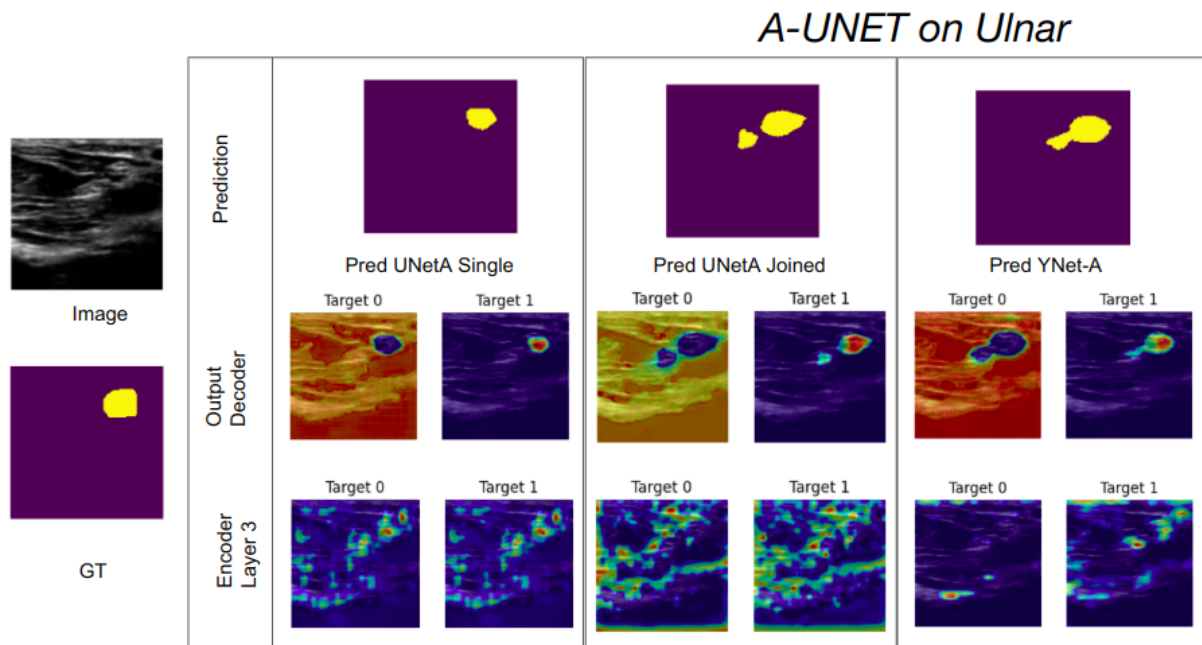 A-UNET on Ulnar
Image
GT
Prediction
Pred UNetA Single
Pred UNetA Joined
Pred YNet-A
Output
Decoder
Target 0
Target 1
Target 0
Target 1
Target 0
Target 1
Encoder
Layer 3
Target 0
Target 1
Target 0
Target 1
Target 0
Target 1